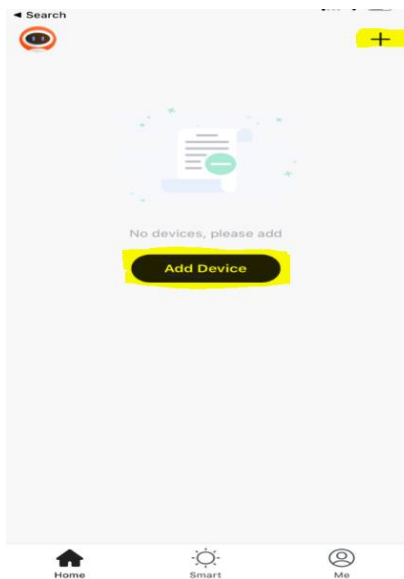 ◄ Search
+
No devices, please add
Add Device
Home
Smart
Me